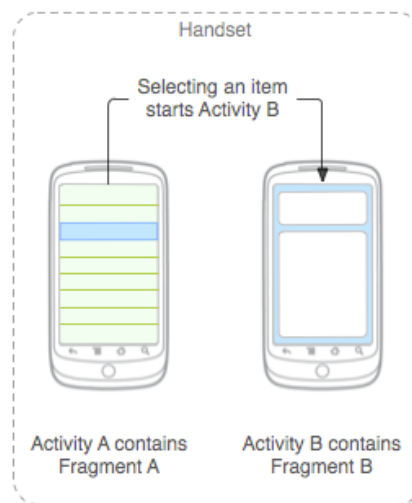 Handset
Selecting an item
starts Activity B
Activity A contains
Fragment A
Activity B contains
Fragment B